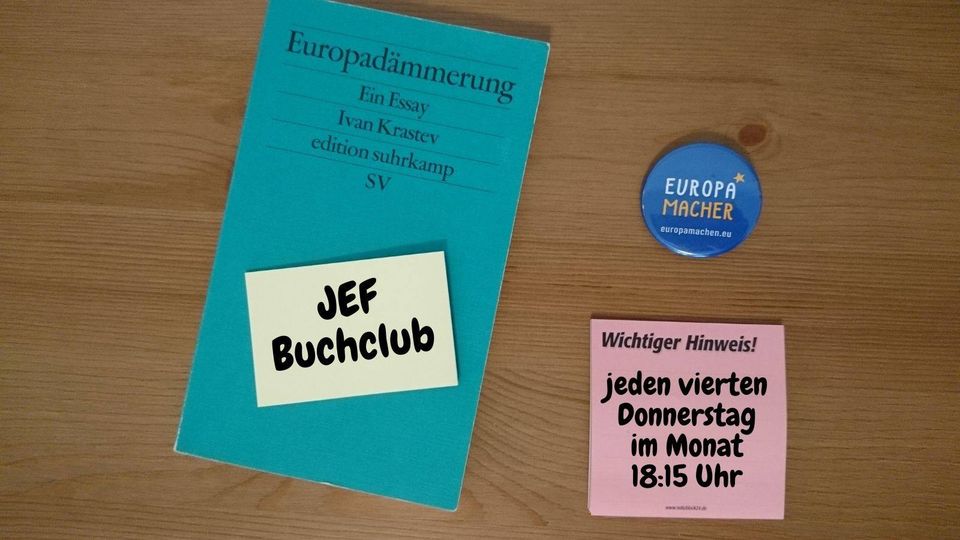 Europadämmerung
Ein Essay
Ivan Krastev
edition suhrkamp
SV
JEF
Buchclub
EUROPA
MACHER
europamachen.eu
Wichtiger Hinweis!
jeden vierten
Donnerstag
im Monat
18:15 Uhr